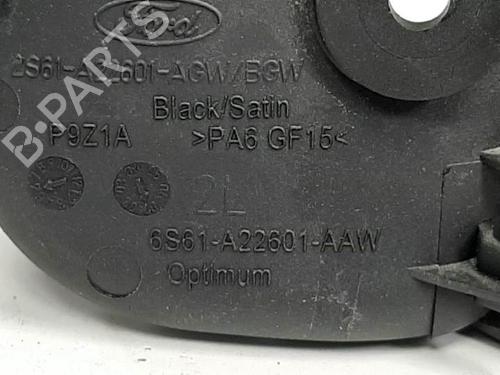 Ford
2S61-A22601-AGW/BGW
Black/Satin
P9Z1A >PA6 GF15<
2L
6S61-A22601-AAW
Optimum
B-PARTS